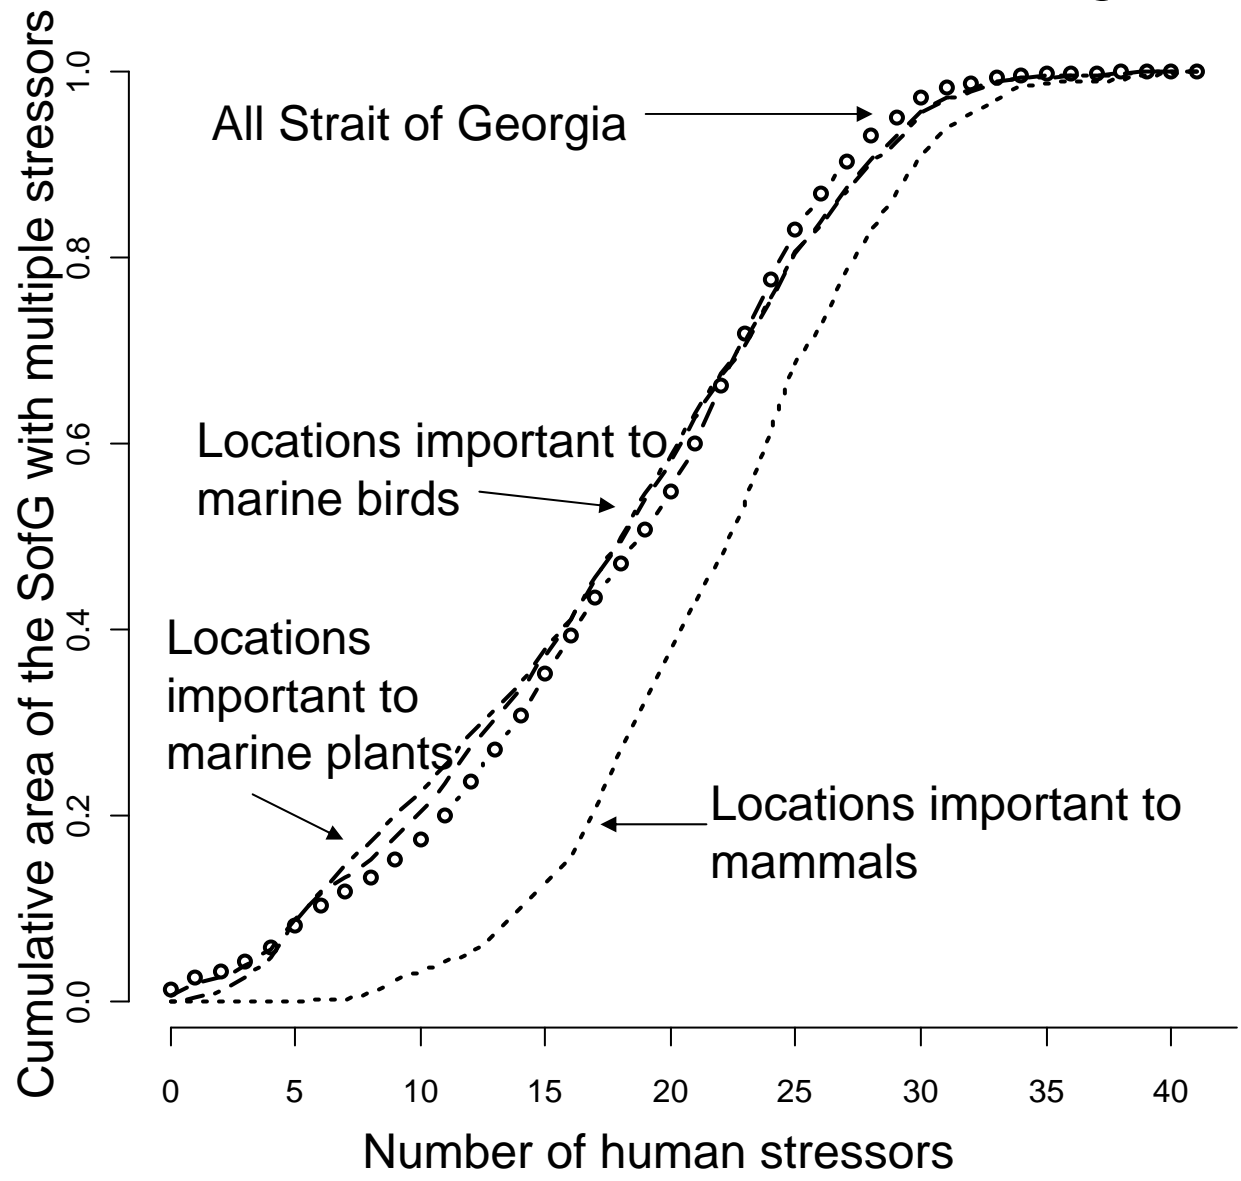 Cumulative area of the SofG with multiple stressors
1.0
0.8
0.6
0.4
0.2
0.0
All Strait of Georgia
Locations important to
marine birds
Locations
important to
marine plants
Locations important to
mammals
0 5 10 15 20 25 30 35 40
Number of human stressors